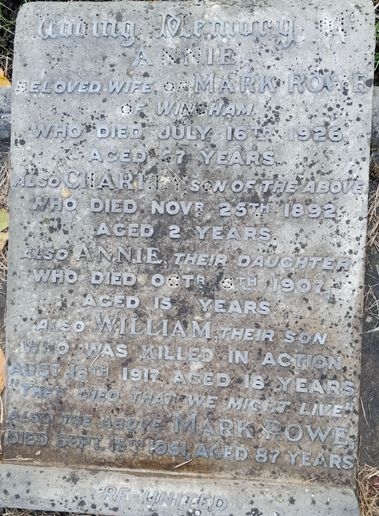 Loving Memory of
ANNIE
BELOVED WIFE OF MARK ROWE
OF WINGHAM.
WHO DIED JULY 16TH 1926
AGED YEARS.
ALSO SON OF THE ABOVE
WHO DIED NOVR 25TH 1892
AGED 2 YEARS
ALSO ANNIE, THEIR DAUGHTER
WHO DIED 1907.
AGED 15 YEARS
ALSO WILLIAM, THEIR SON
WHO WAS KILLED IN ACTION
AUGT 1917, AGED 18 YEARS
"THEY DIED THAT WE MIGHT LIVE"
ALSO THE ABOVE MARK ROWE,
DIED SEPT. AGED 87 YEARS
RE-UNITED